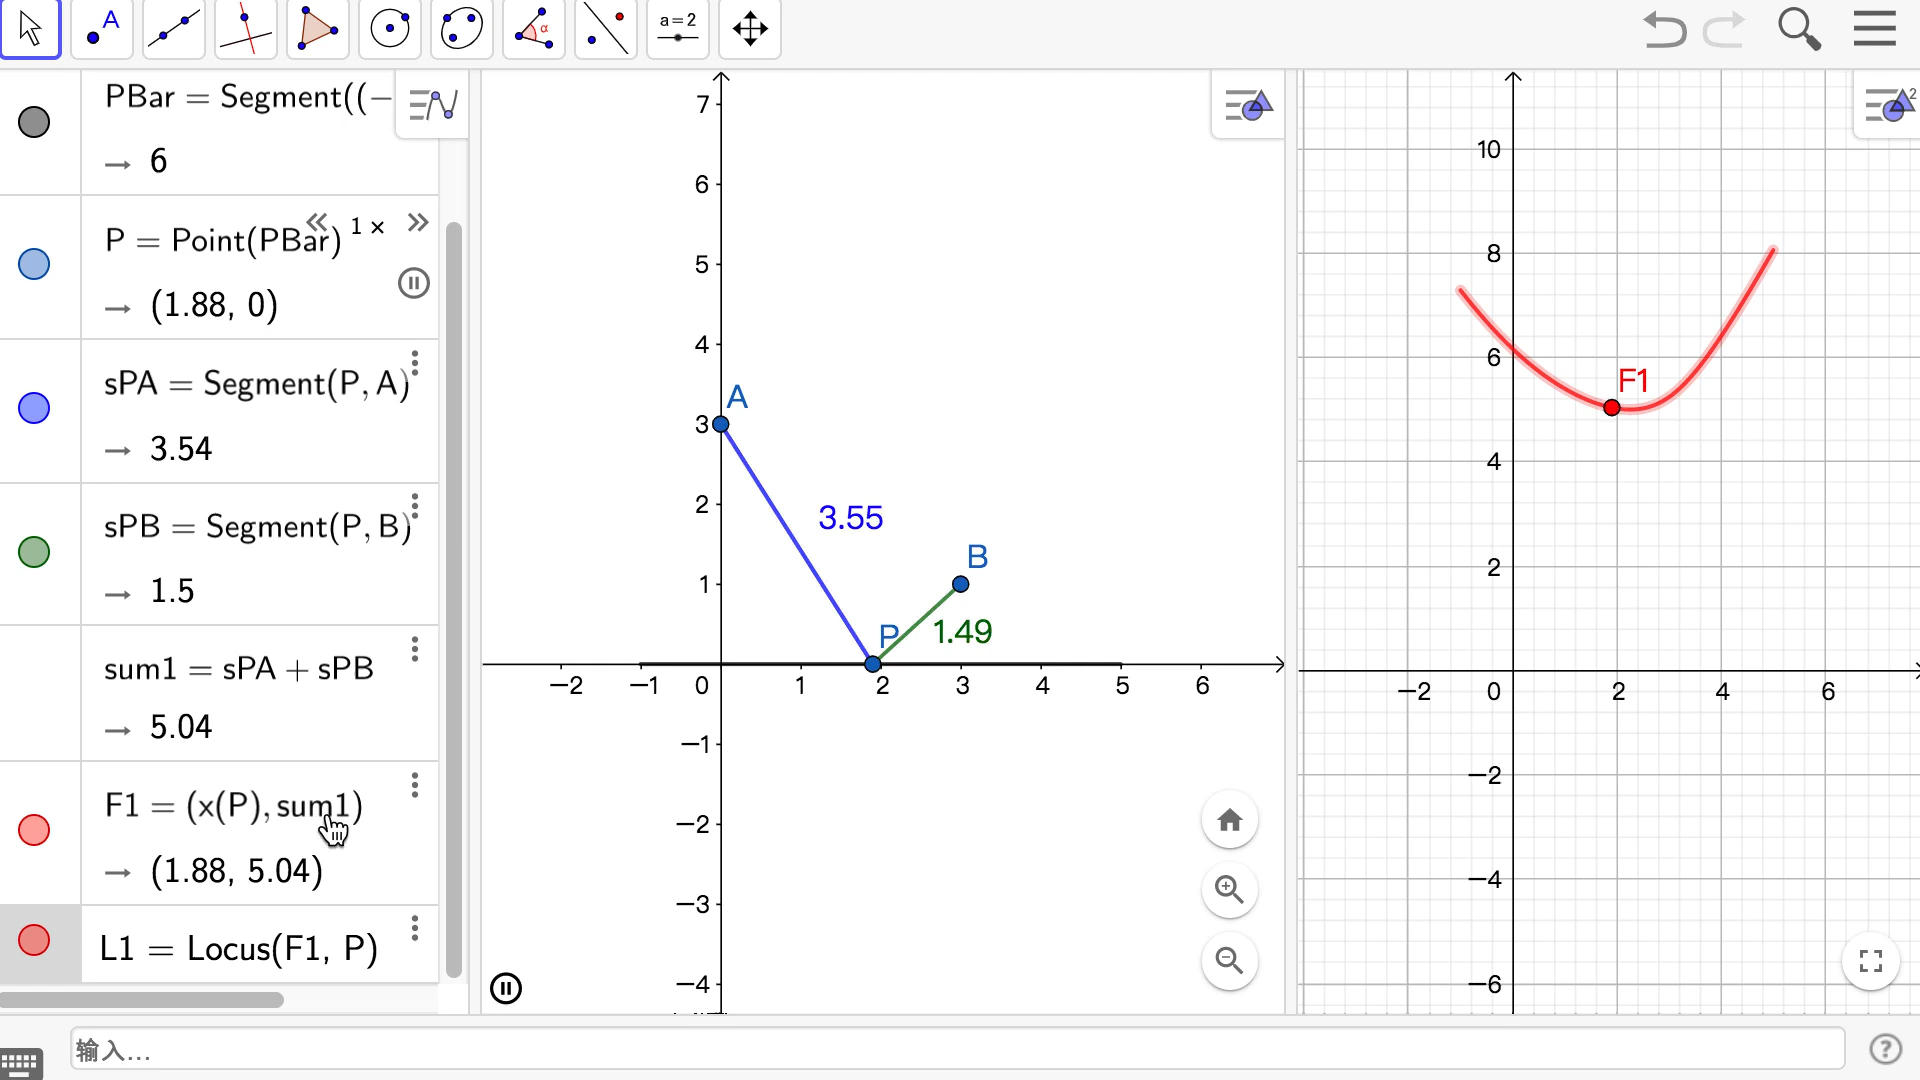 A
α
a=2
PBar = Segment((−
→ 6
P = Point(PBar)
1 ×
→ (1.88, 0)
sPA = Segment(P, A)
→ 3.54
sPB = Segment(P, B)
→ 1.5
sum1 = sPA + sPB
→ 5.04
F1 = (x(P), sum1)
→ (1.88, 5.04)
L1 = Locus(F1, P)
7
6
5
4
3
2
1
−2 −1 0 1 2 3 4 5 6
−1
−2
−3
−4
A
3.55
B
P
1.49
2
10
8
6
4
2
−2 0 2 4 6
−2
−4
−6
F1
输入...
?